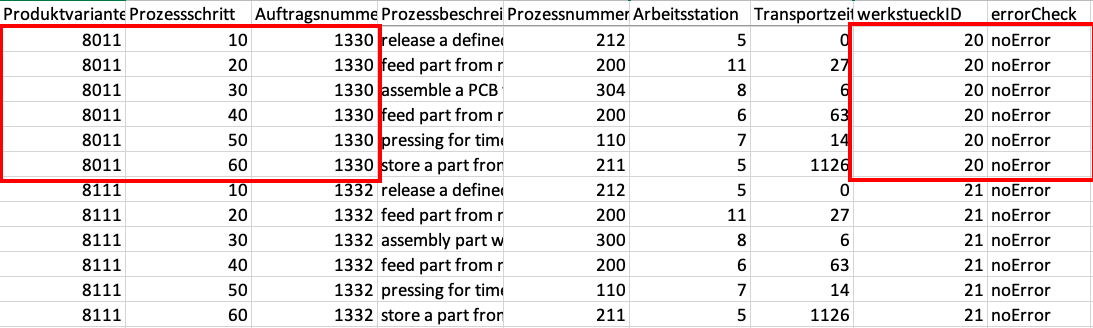 Produktvariante Prozessschritt Auftragsnumme Prozessbeschrei Prozessnummer Arbeitsstation Transportzeit werkstueckID errorCheck
8011 10 1330 release a defined 212 5 0 20 noError
8011 20 1330 feed part from r 200 11 27 20 noError
8011 30 1330 assemble a PCB 304 8 6 20 noError
8011 40 1330 feed part from r 200 6 63 20 noError
8011 50 1330 pressing for time 110 7 14 20 noError
8011 60 1330 store a part from 211 5 1126 20 noError
8111 10 1332 release a defined 212 5 0 21 noError
8111 20 1332 feed part from r 200 11 27 21 noError
8111 30 1332 assembly part w 300 8 6 21 noError
8111 40 1332 feed part from r 200 6 63 21 noError
8111 50 1332 pressing for time 110 7 14 21 noError
8111 60 1332 store a part from 211 5 1126 21 noError